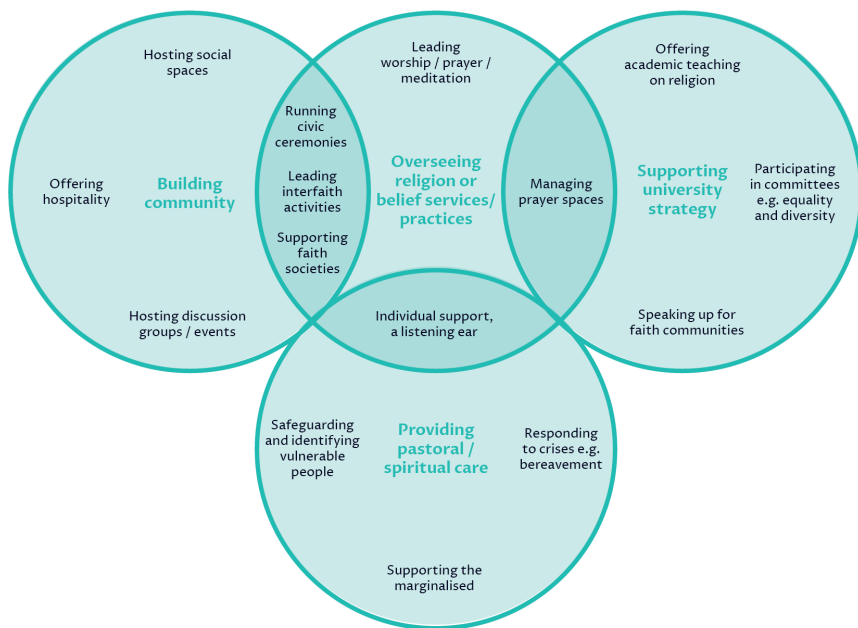 Hosting social
spaces
Offering
hospitality
Building
community
Hosting discussion
groups / events
Running
civic
ceremonies
Leading
interfaith
activities
Supporting
faith
societies
Leading
worship / prayer /
meditation
Overseeing
religion or
belief services/
practices
Individual support,
a listening ear
Managing
prayer spaces
Offering
academic teaching
on religion
Supporting
university
strategy
Participating
in committees
e.g. equality
and diversity
Speaking up for
faith communities
Safeguarding
and identifying
vulnerable
people
Providing
pastoral /
spiritual care
Responding
to crises e.g.
bereavement
Supporting the
marginalised